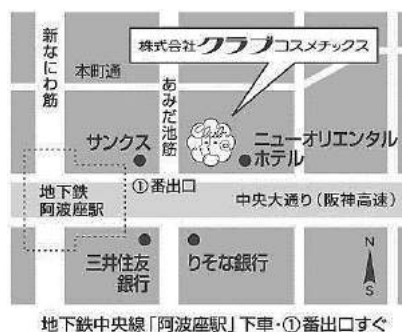 株式会社クラブコスメチックス
新なにわ筋
本町通
あみだ池筋
サンクス
ニューオリエンタル
ホテル
地下鉄
阿波座駅
①番出口
中央大通り(阪神高速)
三井住友
銀行
りそな銀行
N
S
地下鉄中央線「阿波座駅」下車・①番出口すぐ